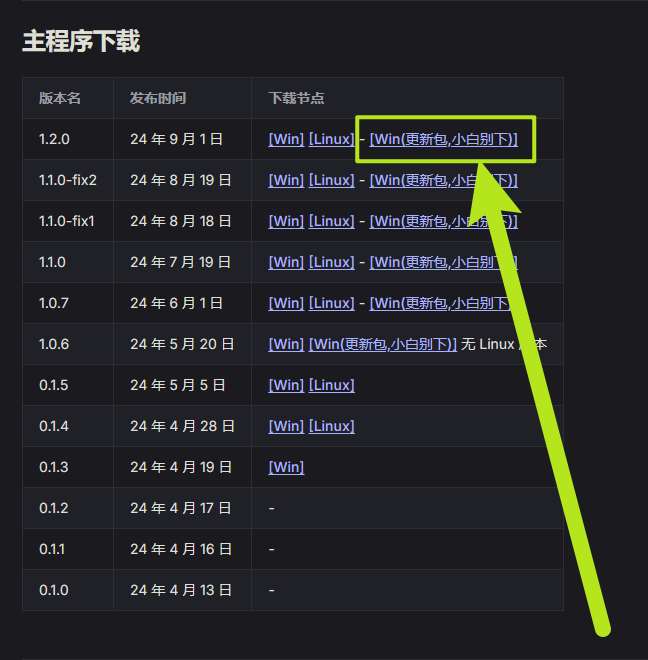 主程序下载
版本名 发布时间 下载节点
1.2.0 24 年 9 月 1 日 [Win] [Linux] - [Win(更新包,小白别下)]
1.1.0-fix2 24 年 8 月 19 日 [Win] [Linux] - [Win(更新包,小白别下)]
1.1.0-fix1 24 年 8 月 18 日 [Win] [Linux] - [Win(更新包,小白别下)]
1.1.0 24 年 7 月 19 日 [Win] [Linux] - [Win(更新包,小白别下)]
1.0.7 24 年 6 月 1 日 [Win] [Linux] - [Win(更新包,小白别下)]
1.0.6 24 年 5 月 20 日 [Win] [Win(更新包,小白别下)] 无 Linux 本
0.1.5 24 年 5 月 5 日 [Win] [Linux]
0.1.4 24 年 4 月 28 日 [Win] [Linux]
0.1.3 24 年 4 月 19 日 [Win]
0.1.2 24 年 4 月 17 日 -
0.1.1 24 年 4 月 16 日 -
0.1.0 24 年 4 月 13 日 -